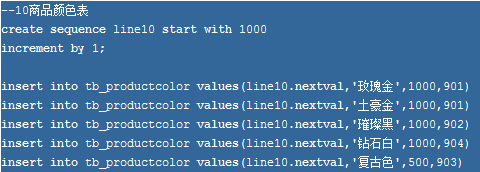 --10商品颜色表
create sequence line10 start with 1000
increment by 1;
insert into tb_productcolor values(line10.nextval,'玫瑰金',1000,901)
insert into tb_productcolor values(line10.nextval,'土豪金',1000,901)
insert into tb_productcolor values(line10.nextval,'璀璨黑',1000,902)
insert into tb_productcolor values(line10.nextval,'钻石白',1000,904)
insert into tb_productcolor values(line10.nextval,'复古色',500,903)